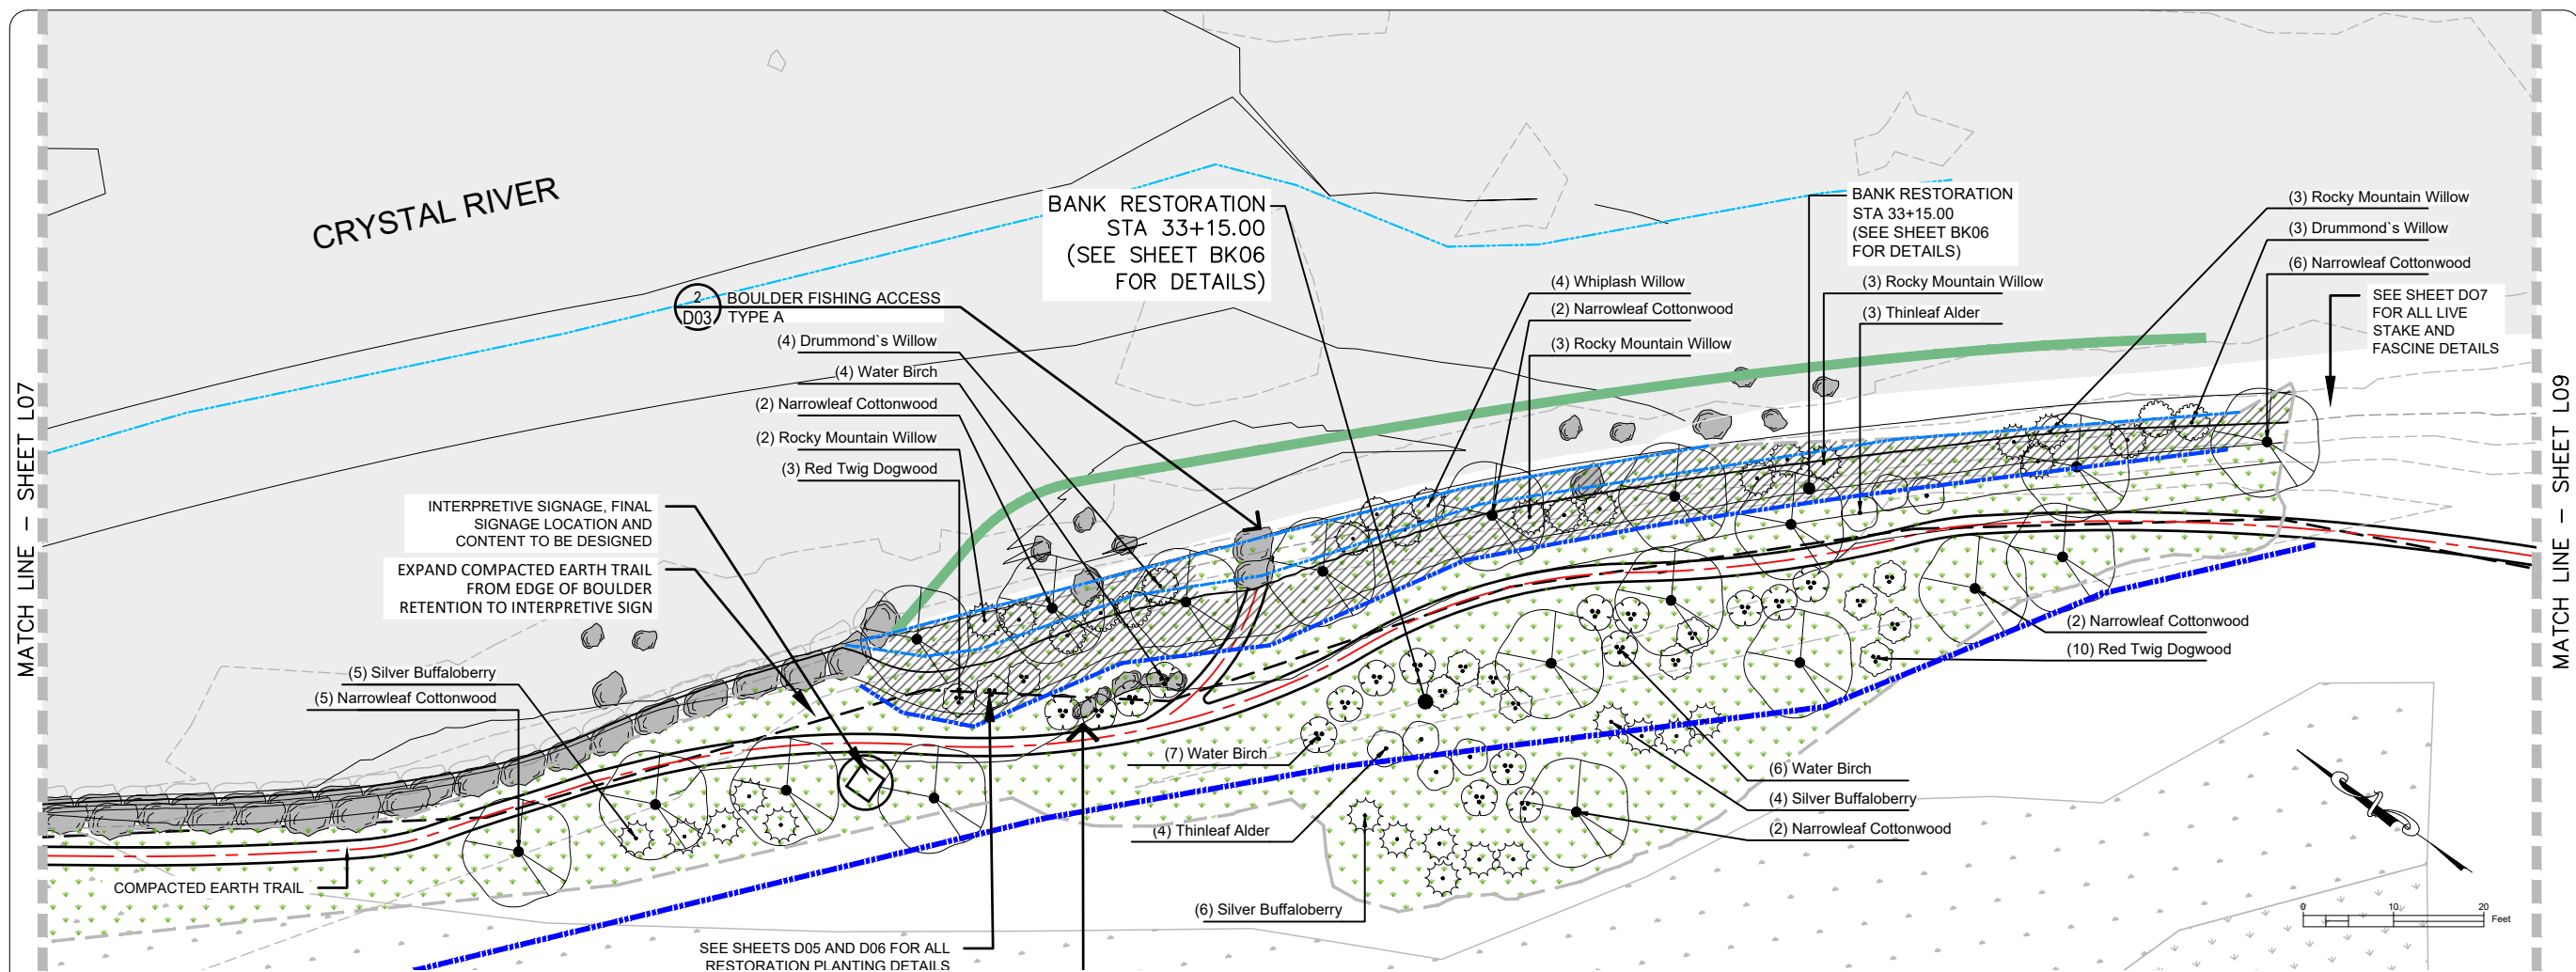 CRYSTAL RIVER
MATCH LINE - SHEET L07
MATCH LINE - SHEET L09
BANK RESTORATION
STA 33+15.00
(SEE SHEET BK06
FOR DETAILS)
2
D03
BOULDER FISHING ACCESS
TYPE A
(4) Drummond`s Willow
(4) Water Birch
(2) Narrowleaf Cottonwood
(2) Rocky Mountain Willow
(3) Red Twig Dogwood
INTERPRETIVE SIGNAGE, FINAL
SIGNAGE LOCATION AND
CONTENT TO BE DESIGNED
EXPAND COMPACTED EARTH TRAIL
FROM EDGE OF BOULDER
RETENTION TO INTERPRETIVE SIGN
(5) Silver Buffaloberry
(5) Narrowleaf Cottonwood
COMPACTED EARTH TRAIL
SEE SHEETS D05 AND D06 FOR ALL
RESTORATION PLANTING DETAILS
(4) Whiplash Willow
(2) Narrowleaf Cottonwood
(3) Rocky Mountain Willow
BANK RESTORATION
STA 33+15.00
(SEE SHEET BK06
FOR DETAILS)
(3) Rocky Mountain Willow
(3) Thinleaf Alder
(3) Rocky Mountain Willow
(3) Drummond`s Willow
(6) Narrowleaf Cottonwood
SEE SHEET DO7
FOR ALL LIVE
STAKE AND
FASCINE DETAILS
(2) Narrowleaf Cottonwood
(10) Red Twig Dogwood
(7) Water Birch
(4) Thinleaf Alder
(6) Silver Buffaloberry
(6) Water Birch
(4) Silver Buffaloberry
(2) Narrowleaf Cottonwood
0 10 20
Feet